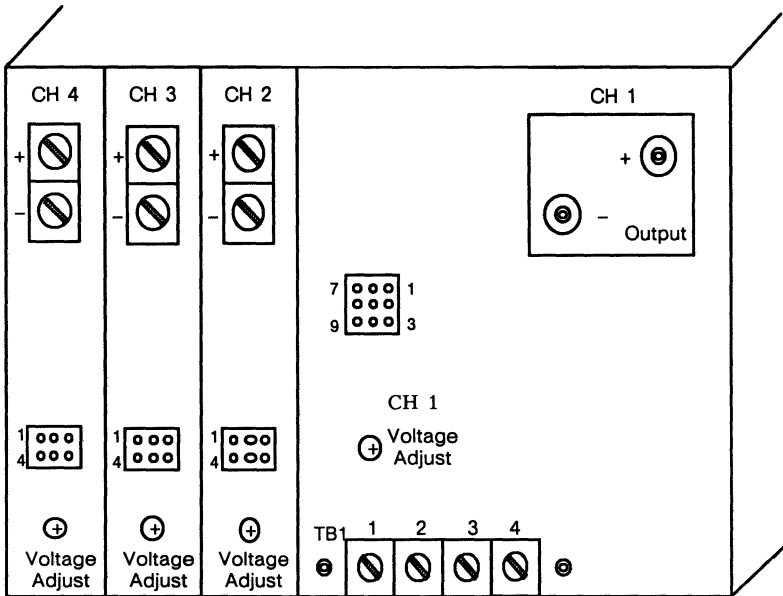 CH 4
CH 3
CH 2
CH 1
+
+
+
+
−
−
−
−
Output
7 1
9 3
CH 1
1
1
1
Voltage
Adjust
4
4
4
TB1 1 2 3 4
Voltage
Adjust
Voltage
Adjust
Voltage
Adjust